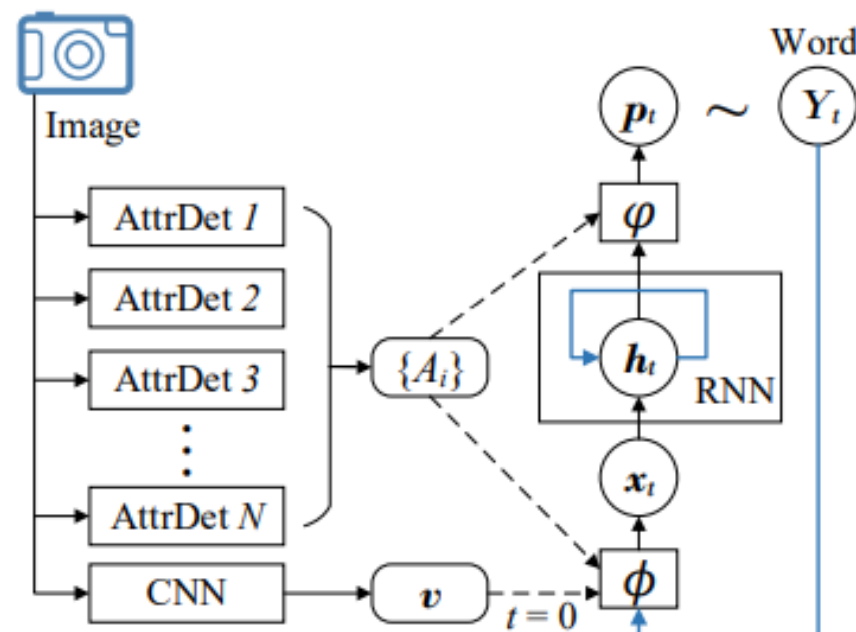 Word
Image
p_t ~ Y_t
AttrDet 1
φ
AttrDet 2
AttrDet 3
{A_i}
h_t
RNN
⋮
x_t
AttrDet N
CNN
v
t = 0
ϕ